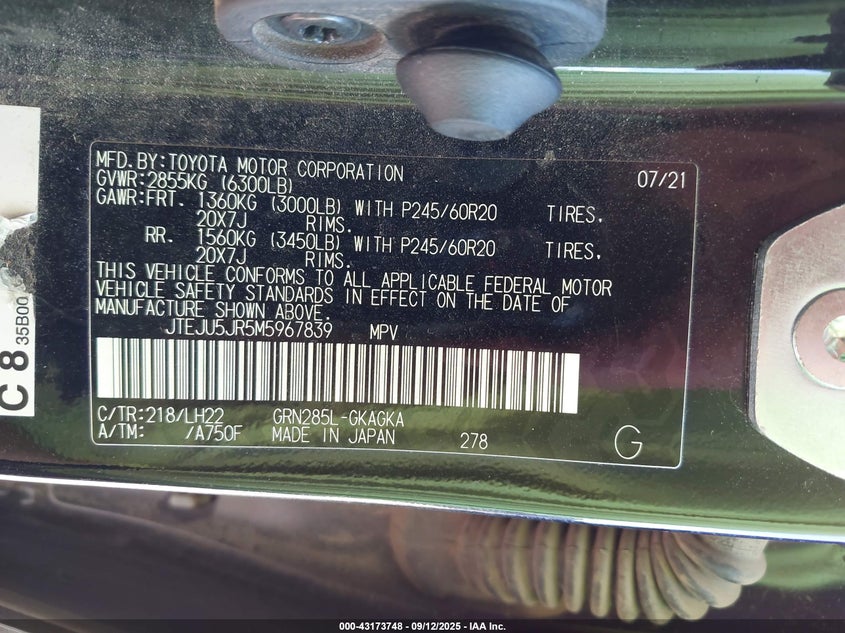 MFD. BY: TOYOTA MOTOR CORPORATION 07/21
GVWR: 2855KG (6300LB)
GAWR: FRT. 1360KG (3000LB) WITH P245/60R20 TIRES.
20X7J RIMS.
RR. 1560KG (3450LB) WITH P245/60R20 TIRES.
20X7J RIMS.
THIS VEHICLE CONFORMS TO ALL APPLICABLE FEDERAL MOTOR
VEHICLE SAFETY STANDARDS IN EFFECT ON THE DATE OF
MANUFACTURE SHOWN ABOVE.
JTEJU5JR5M5967839 MPV
C/TR: 218/LH22 GRN285L-GKAGKA
A/TM: /A750F MADE IN JAPAN 278 G
C 8
35B00
000-43173748 - 09/12/2025 - IAA Inc.